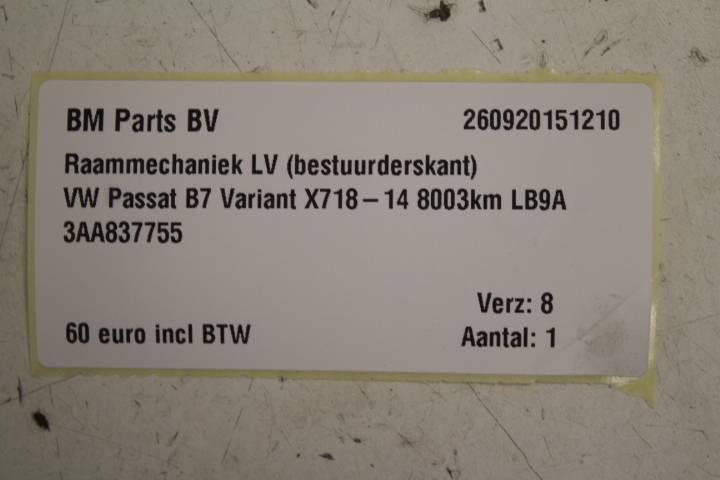 BM Parts BV 260920151210
Raammechaniek LV (bestuurderskant)
VW Passat B7 Variant X718 – 14 8003km LB9A
3AA837755
Verz: 8
60 euro incl BTW Aantal: 1